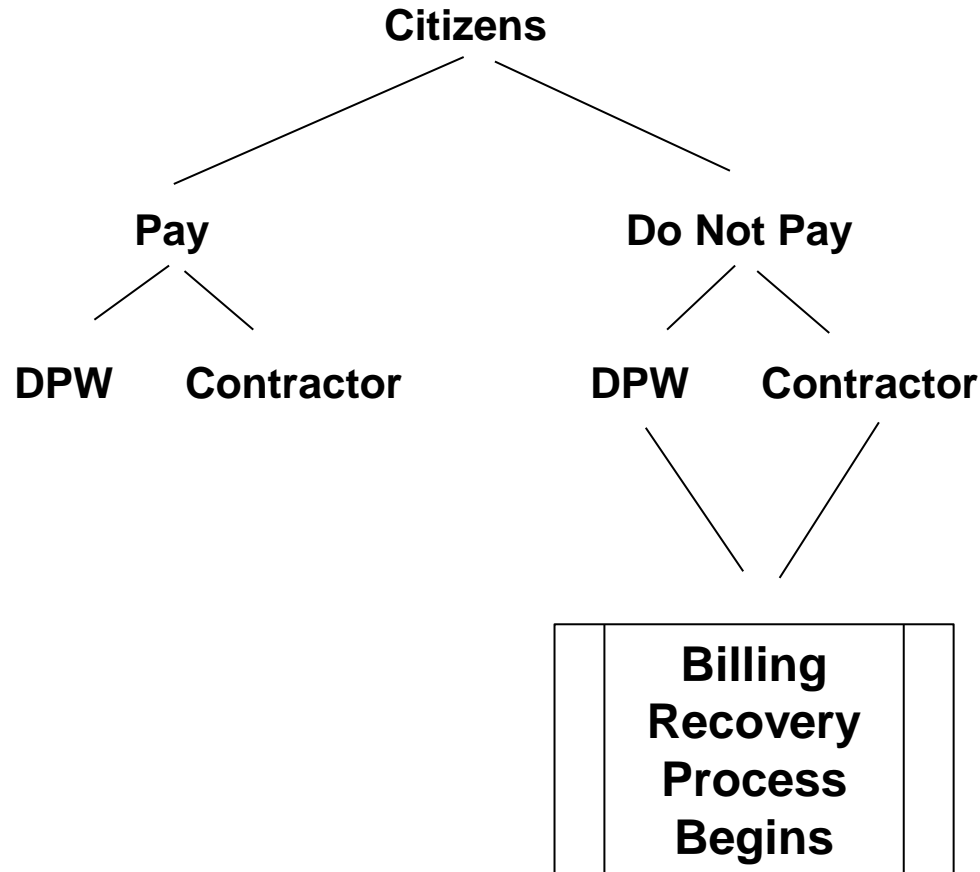 Citizens
Pay
Do Not Pay
DPW
Contractor
DPW
Contractor
Billing
Recovery
Process
Begins